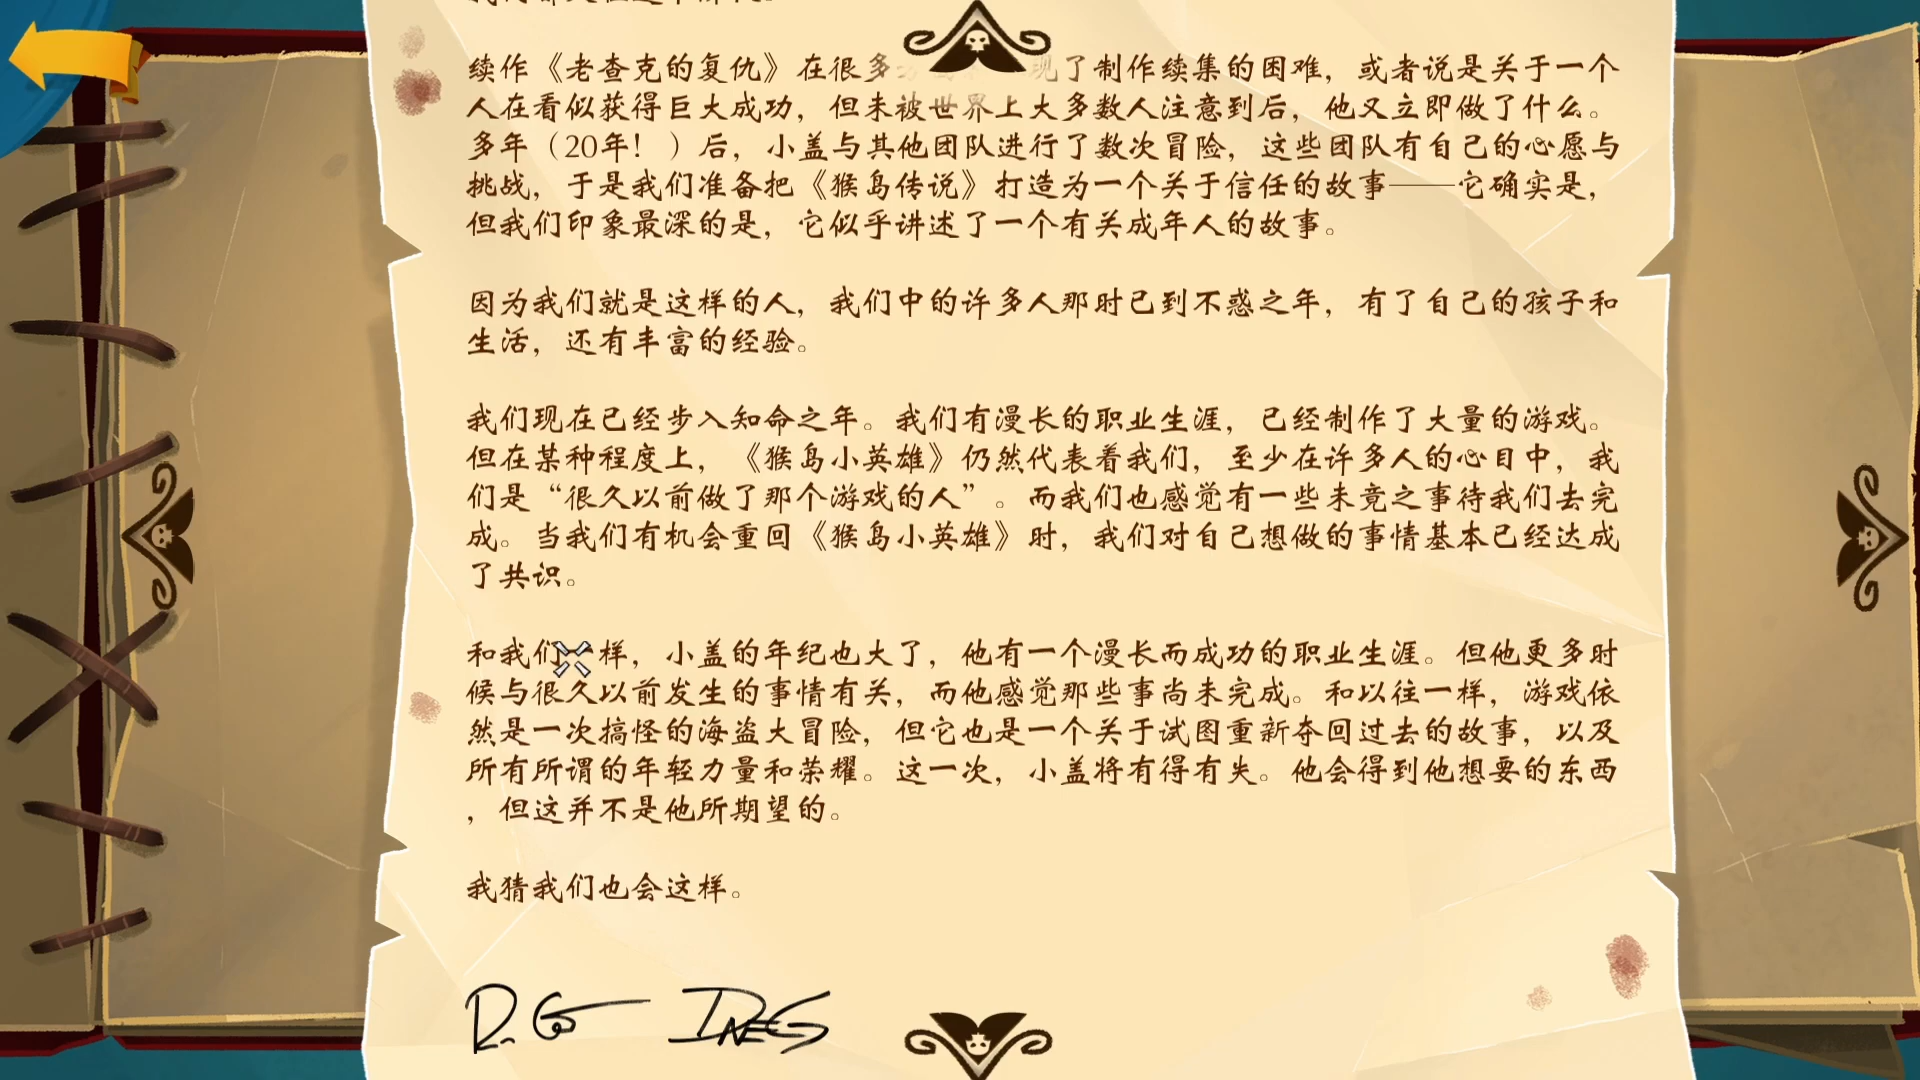 续作《老查克的复仇》在很多 现了制作续集的困难，或者说是关于一个
人在看似获得巨大成功，但未被世界上大多数人注意到后，他又立即做了什么。
多年（20年！）后，小盖与其他团队进行了数次冒险，这些团队有自己的心愿与
挑战，于是我们准备把《猴岛传说》打造为一个关于信任的故事——它确实是，
但我们印象最深的是，它似乎讲述了一个有关成年人的故事。
因为我们就是这样的人，我们中的许多人那时已到不惑之年，有了自己的孩子和
生活，还有丰富的经验。
我们现在已经步入知命之年。我们有漫长的职业生涯，已经制作了大量的游戏。
但在某种程度上，《猴岛小英雄》仍然代表着我们，至少在许多人的心目中，我
们是“很久以前做了那个游戏的人”。而我们也感觉有一些未竟之事待我们去完
成。当我们有机会重回《猴岛小英雄》时，我们对自己想做的事情基本已经达成
了共识。
和我们一样，小盖的年纪也大了，他有一个漫长而成功的职业生涯。但他更多时
候与很久以前发生的事情有关，而他感觉那些事尚未完成。和以往一样，游戏依
然是一次搞怪的海盗大冒险，但它也是一个关于试图重新夺回过去的故事，以及
所有所谓的年轻力量和荣耀。这一次，小盖将有得有失。他会得到他想要的东西
，但这并不是他所期望的。
我猜我们也会这样。